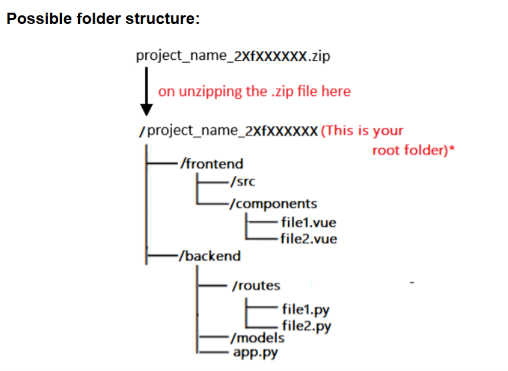 Possible folder structure:
project_name_2XfXXXXXX.zip
on unzipping the .zip file here
/project_name_2XfXXXXXX (This is your
root folder)*
/frontend
/src
/components
file1.vue
file2.vue
/backend
/routes
file1.py
file2.py
/models
app.py